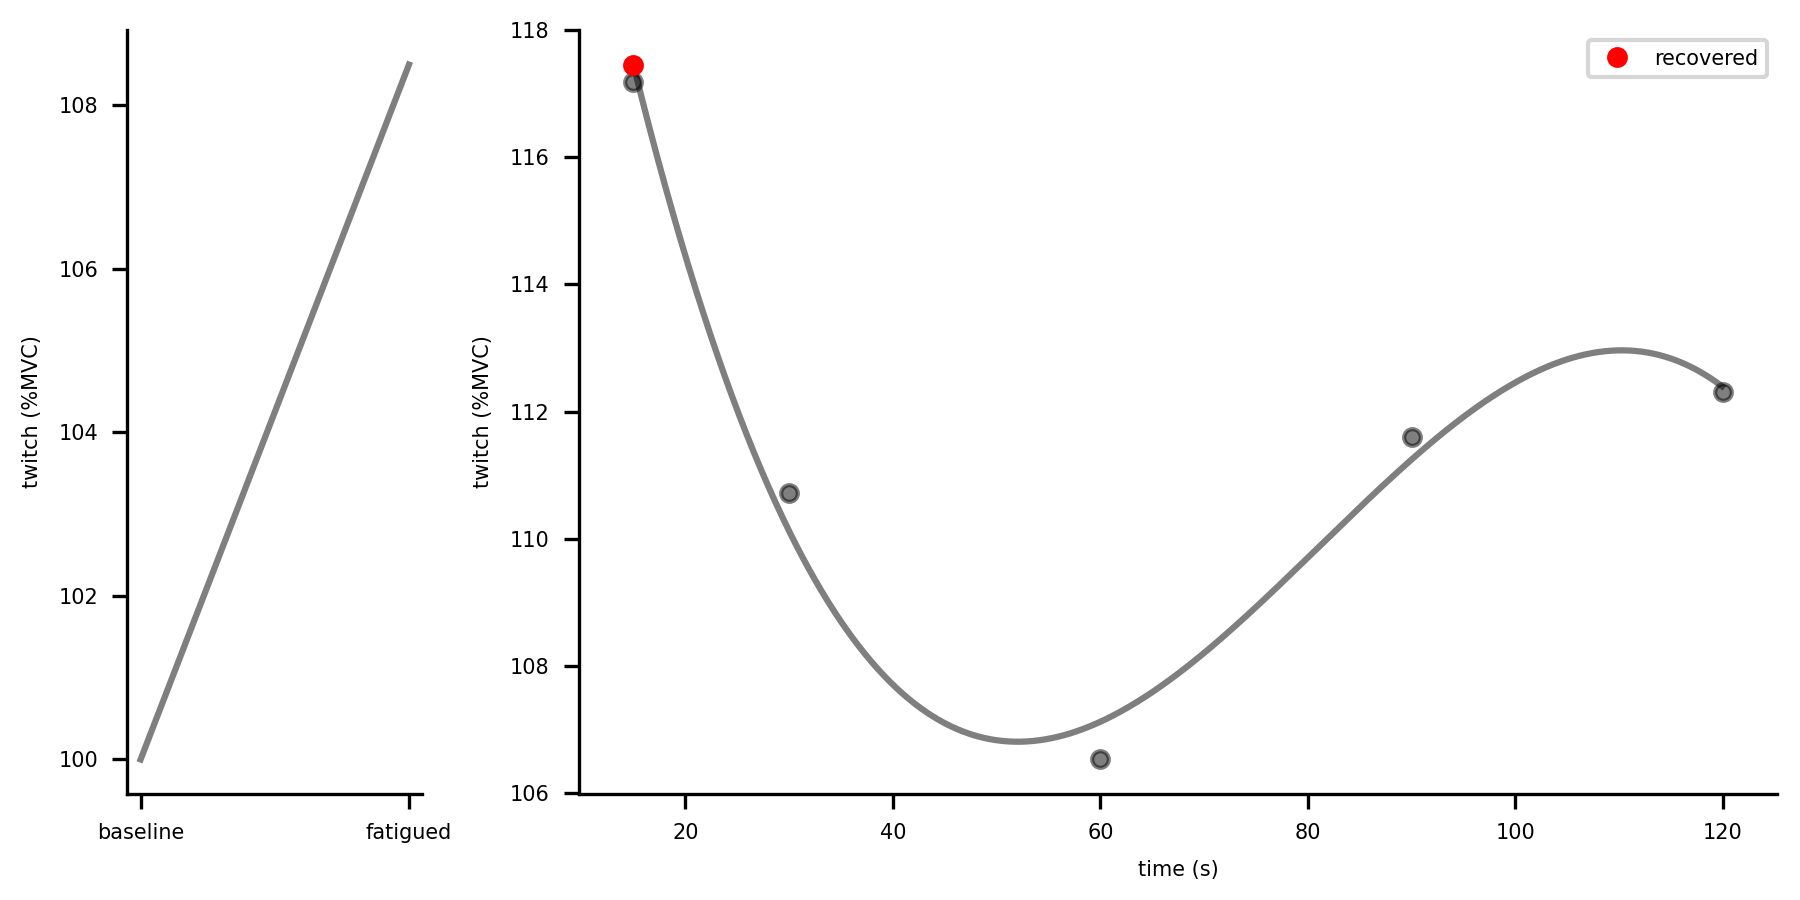 twitch (%MVC)
108
106
104
102
100
baseline fatigued
twitch (%MVC)
118
116
114
112
110
108
106
20 40 60 80 100 120
time (s)
recovered